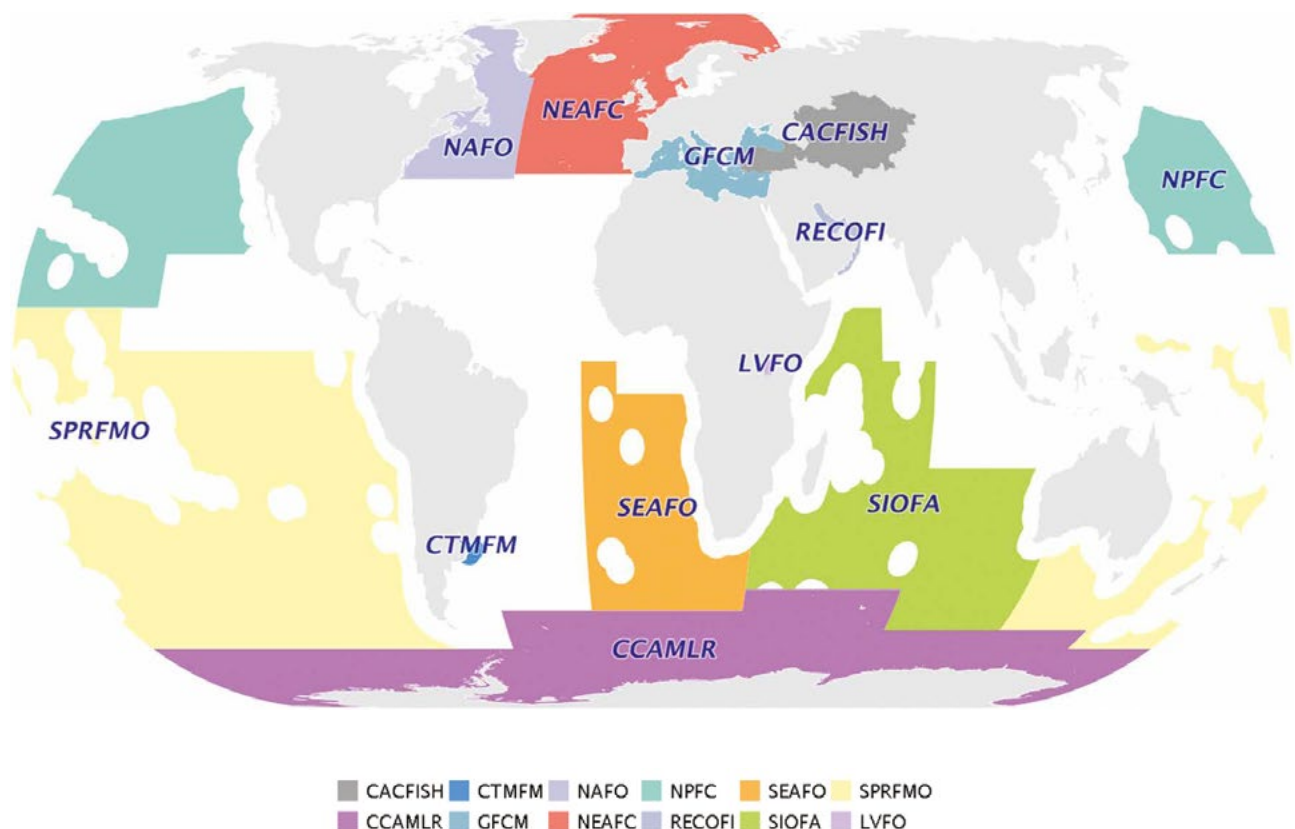 NEAFC
NAFO
CACFISH
GFCM
NPFC
RECOFI
LVFO
SPRFMO
SEAFO
SIOFA
CTMFM
CCAMLR
CACFISH CTMFM NAFO NPFC SEAFO SPRFMO
CCAMLR GFCM NEAFC RECOFI SIOFA LVFO